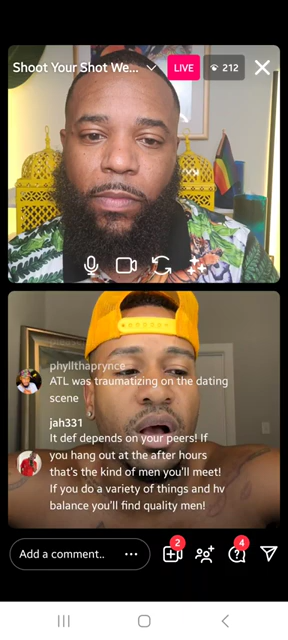 Shoot Your Shot We...
LIVE
212
phyllthaprynce
ATL was traumatizing on the dating
scene
jah331
It def depends on your peers! If
you hang out at the after hours
that's the kind of men you'll meet!
If you do a variety of things and hv
balance you'll find quality men!
Add a comment..
2
4